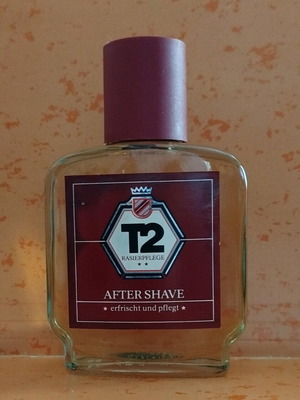 T2
RASIERPFLEGE
AFTER SHAVE
★ erfrischt und pflegt ★